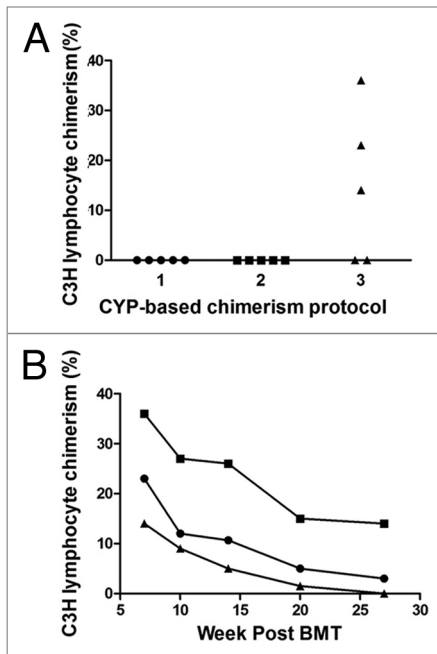 A
C3H lymphocyte chimerism (%)
40
30
20
10
0
1 2 3
CYP-based chimerism protocol
B
C3H lymphocyte chimerism (%)
40
30
20
10
0
5 10 15 20 25 30
Week Post BMT